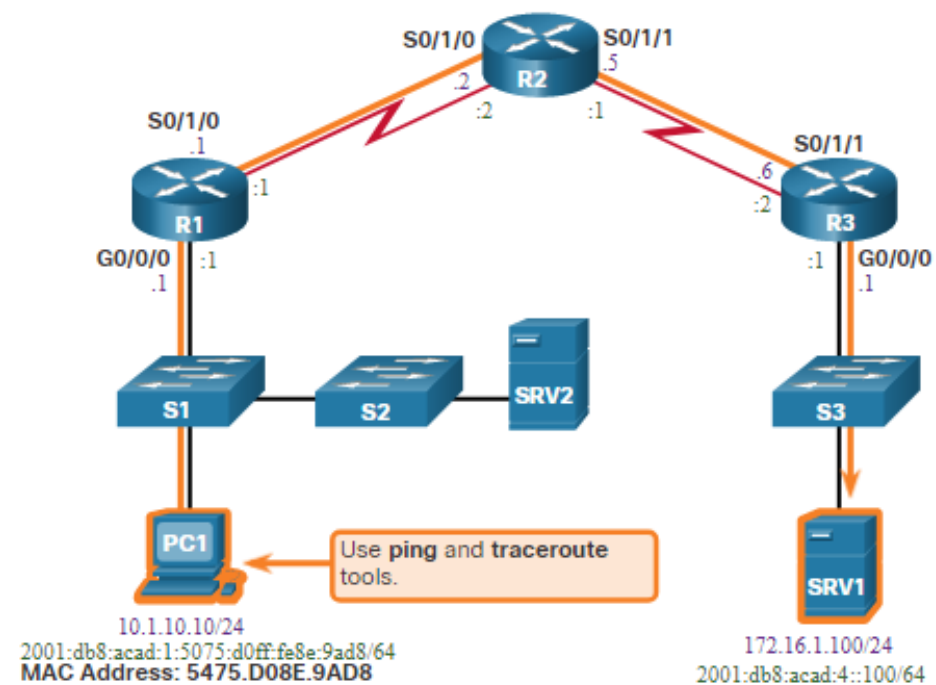 S0/1/0
S0/1/1
.2
R2
.5
:2
:1
S0/1/0
.1
:1
R1
S0/1/1
.6
:2
R3
G0/0/0
:1
.1
:1
G0/0/0
.1
S1
S2
SRV2
S3
PC1
Use ping and traceroute
tools.
SRV1
10.1.10.10/24
2001:db8:acad:1:5075:d0ff:fe8e:9ad8/64
MAC Address: 5475.D08E.9AD8
172.16.1.100/24
2001:db8:acad:4::100/64